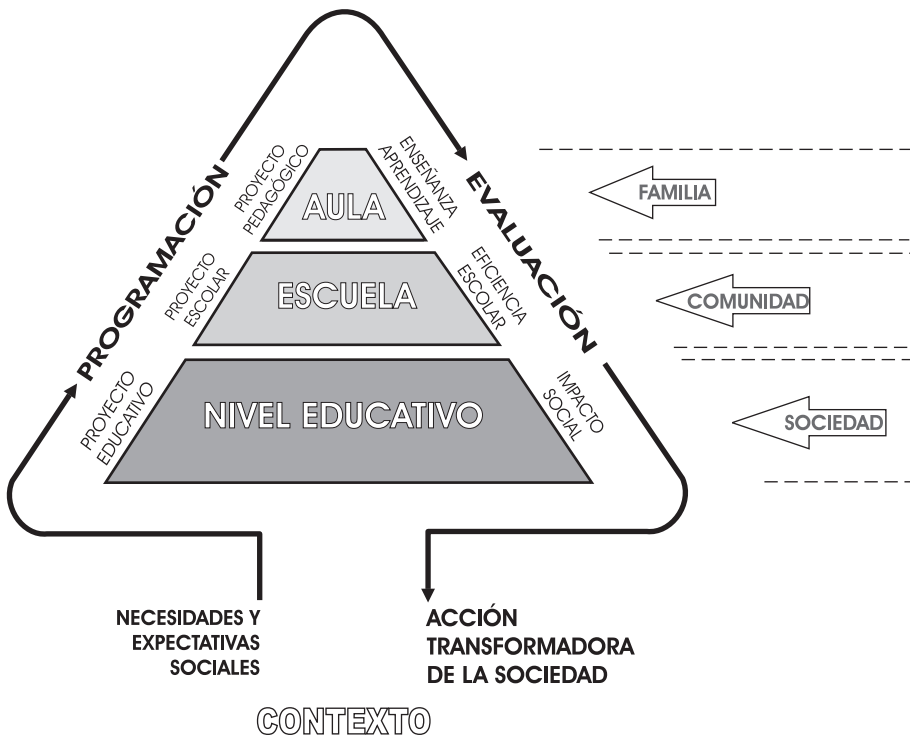 PROGRAMACIÓN
EVALUACIÓN
PROYECTO
PEDAGÓGICO
AULA
ENSEÑANZA
APRENDIZAJE
FAMILIA
PROYECTO
ESCOLAR
ESCUELA
EFICIENCIA
ESCOLAR
COMUNIDAD
PROYECTO
EDUCATIVO
NIVEL EDUCATIVO
IMPACTO
SOCIAL
SOCIEDAD
NECESIDADES Y
EXPECTATIVAS
SOCIALES
ACCIÓN
TRANSFORMADORA
DE LA SOCIEDAD
CONTEXTO